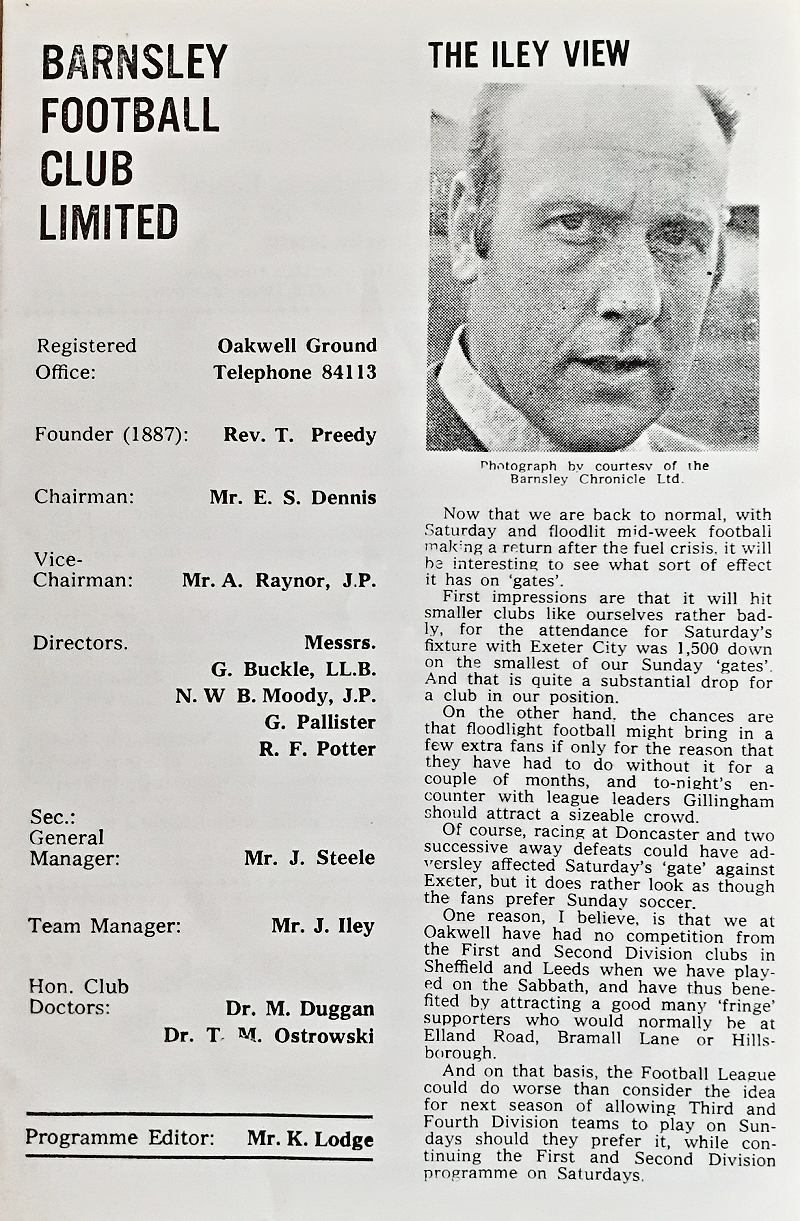 BARNSLEY
FOOTBALL
CLUB
LIMITED
Registered Oakwell Ground
Office: Telephone 84113
Founder (1887): Rev. T. Preedy
Chairman: Mr. E. S. Dennis
Vice-
Chairman: Mr. A. Raynor, J.P.
Directors. Messrs.
G. Buckle, LL.B.
N. W B. Moody, J.P.
G. Pallister
R. F. Potter
Sec.:
General
Manager: Mr. J. Steele
Team Manager: Mr. J. Iley
Hon. Club
Doctors: Dr. M. Duggan
Dr. T. M. Ostrowski
Programme Editor: Mr. K. Lodge
THE ILEY VIEW
Photograph by courtesy of the
Barnsley Chronicle Ltd.
Now that we are back to normal, with
Saturday and floodlit mid-week football
making a return after the fuel crisis, it will
be interesting to see what sort of effect
it has on 'gates'.
First impressions are that it will hit
smaller clubs like ourselves rather bad-
ly, for the attendance for Saturday's
fixture with Exeter City was 1,500 down
on the smallest of our Sunday 'gates'.
And that is quite a substantial drop for
a club in our position.
On the other hand, the chances are
that floodlight football might bring in a
few extra fans if only for the reason that
they have had to do without it for a
couple of months, and to-night's en-
counter with league leaders Gillingham
should attract a sizeable crowd.
Of course, racing at Doncaster and two
successive away defeats could have ad-
versley affected Saturday's 'gate' against
Exeter, but it does rather look as though
the fans prefer Sunday soccer.
One reason, I believe, is that we at
Oakwell have had no competition from
the First and Second Division clubs in
Sheffield and Leeds when we have play-
ed on the Sabbath, and have thus bene-
fited by attracting a good many 'fringe'
supporters who would normally be at
Elland Road, Bramall Lane or Hills-
borough.
And on that basis, the Football League
could do worse than consider the idea
for next season of allowing Third and
Fourth Division teams to play on Sun-
days should they prefer it, while con-
tinuing the First and Second Division
programme on Saturdays.